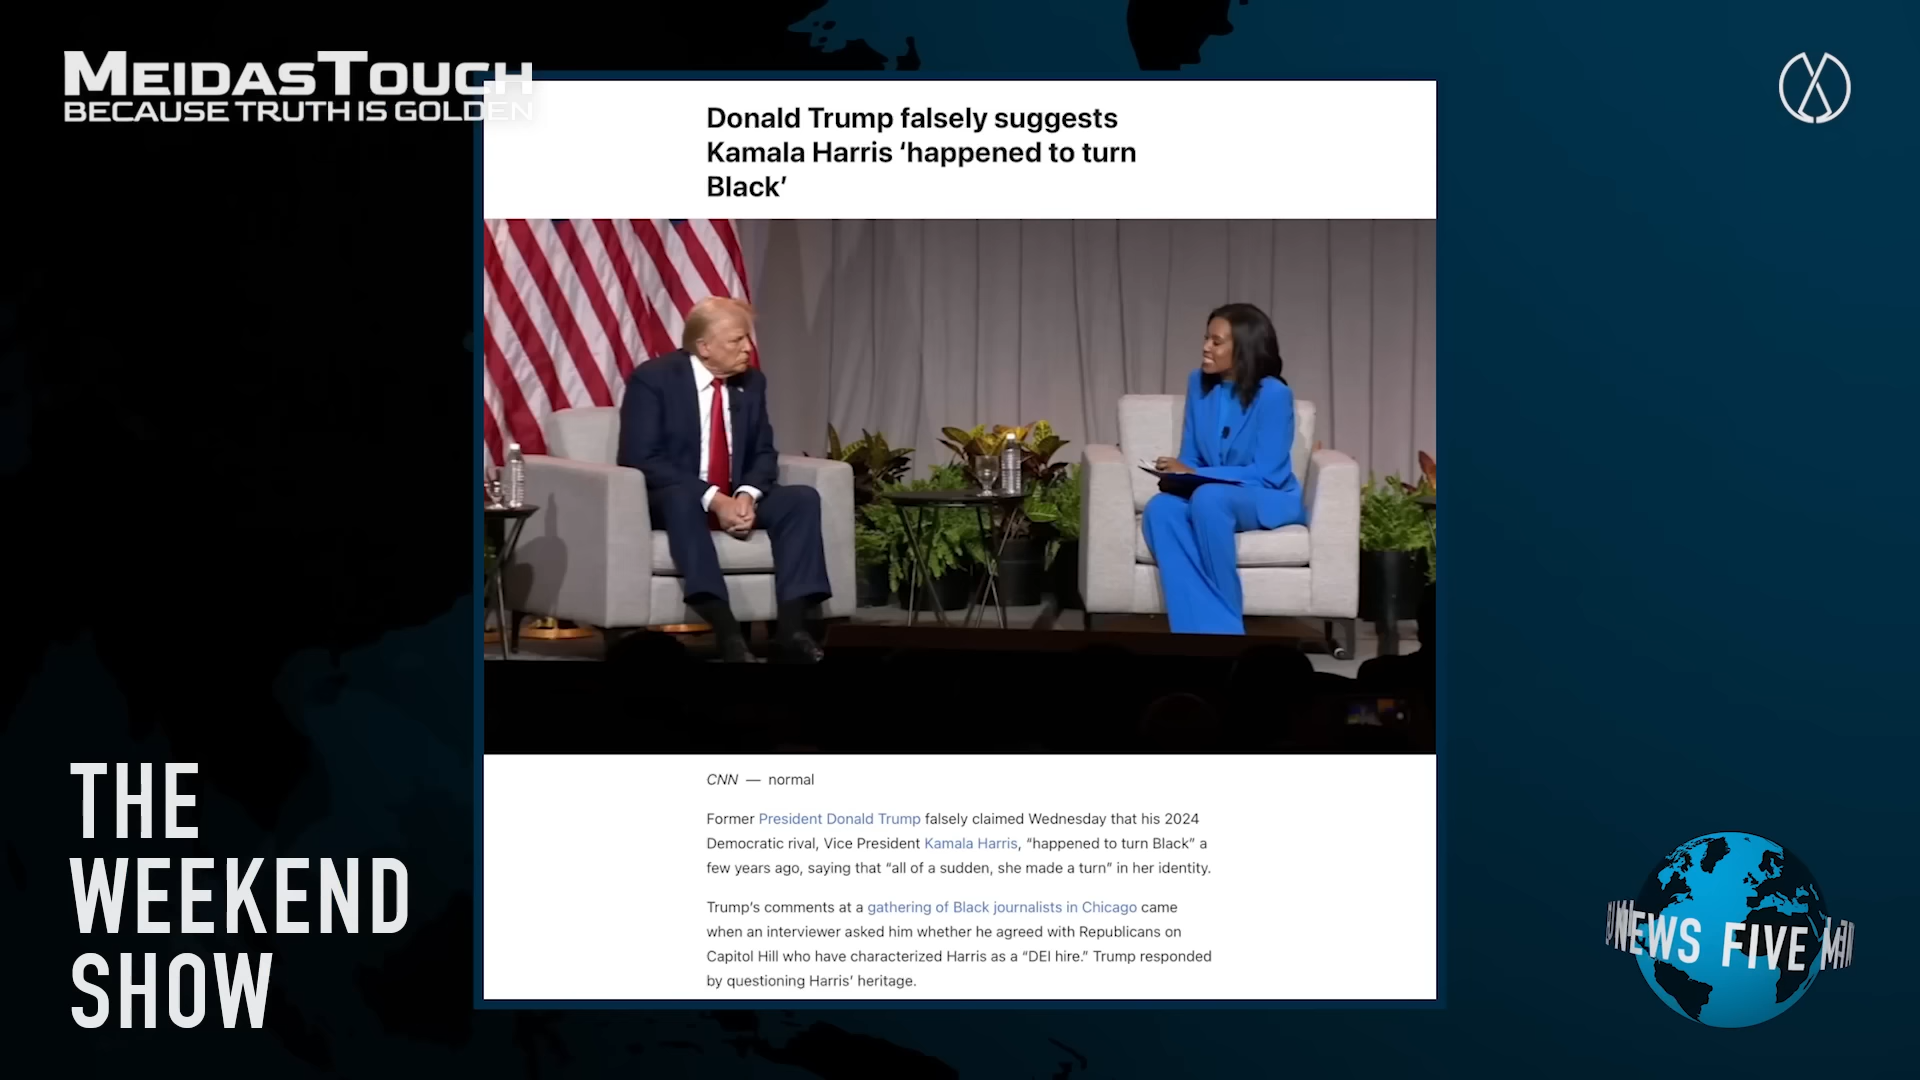 MEIDASTOUCH
BECAUSE TRUTH IS GOLDEN
Donald Trump falsely suggests
Kamala Harris ‘happened to turn
Black’
CNN — normal
Former President Donald Trump falsely claimed Wednesday that his 2024
Democratic rival, Vice President Kamala Harris, “happened to turn Black” a
few years ago, saying that “all of a sudden, she made a turn” in her identity.
Trump’s comments at a gathering of Black journalists in Chicago came
when an interviewer asked him whether he agreed with Republicans on
Capitol Hill who have characterized Harris as a “DEI hire.” Trump responded
by questioning Harris’ heritage.
THE
WEEKEND
SHOW
NEWS FIVE